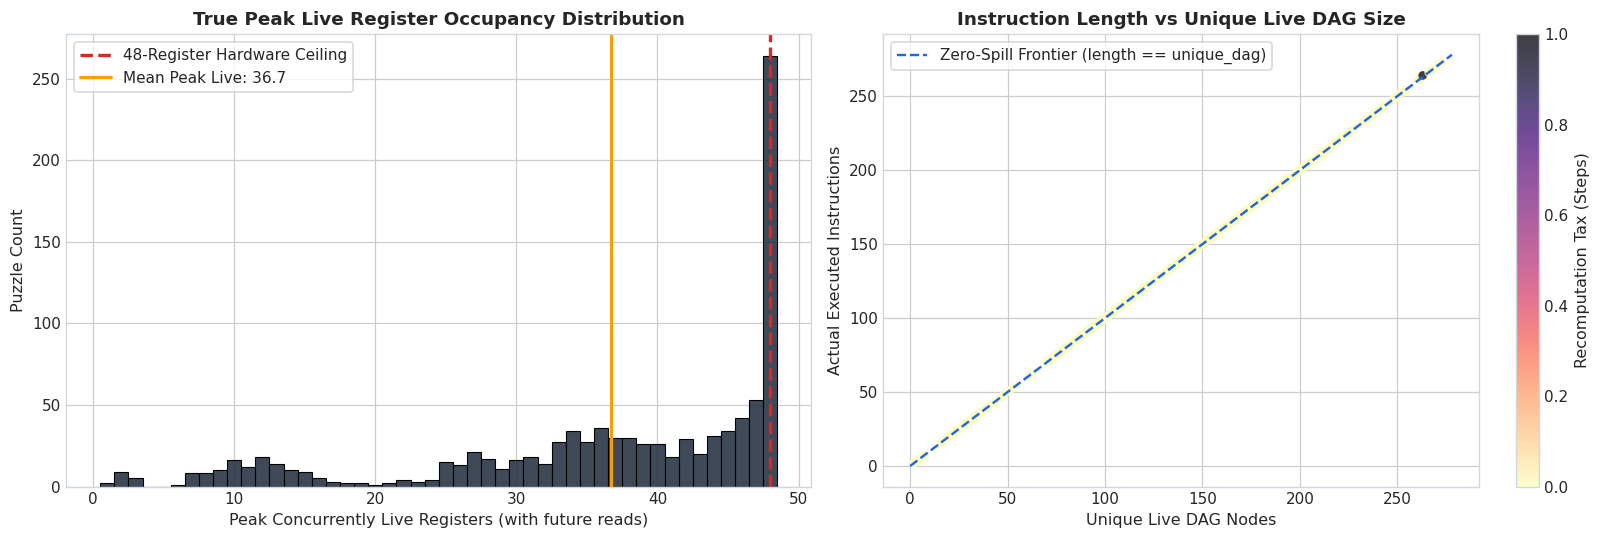 True Peak Live Register Occupancy Distribution
48-Register Hardware Ceiling
Mean Peak Live: 36.7
Puzzle Count
250
200
150
100
50
0
0 10 20 30 40 50
Peak Concurrently Live Registers (with future reads)
Instruction Length vs Unique Live DAG Size
Zero-Spill Frontier (length == unique_dag)
Actual Executed Instructions
250
200
150
100
50
0
0 50 100 150 200 250
Unique Live DAG Nodes
1.0
0.8
0.6
0.4
0.2
0.0
Recomputation Tax (Steps)